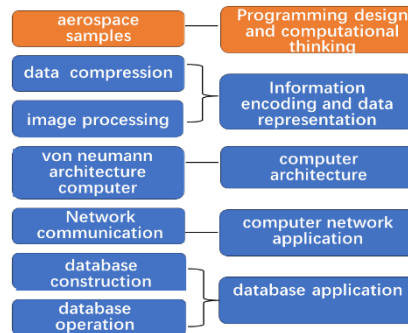 aerospace
samples
Programming design
and computational
thinking
data compression
image processing
Information
encoding and data
representation
von neumann
architecture
computer
computer
architecture
Network
communication
computer network
application
database
construction
database
operation
database application